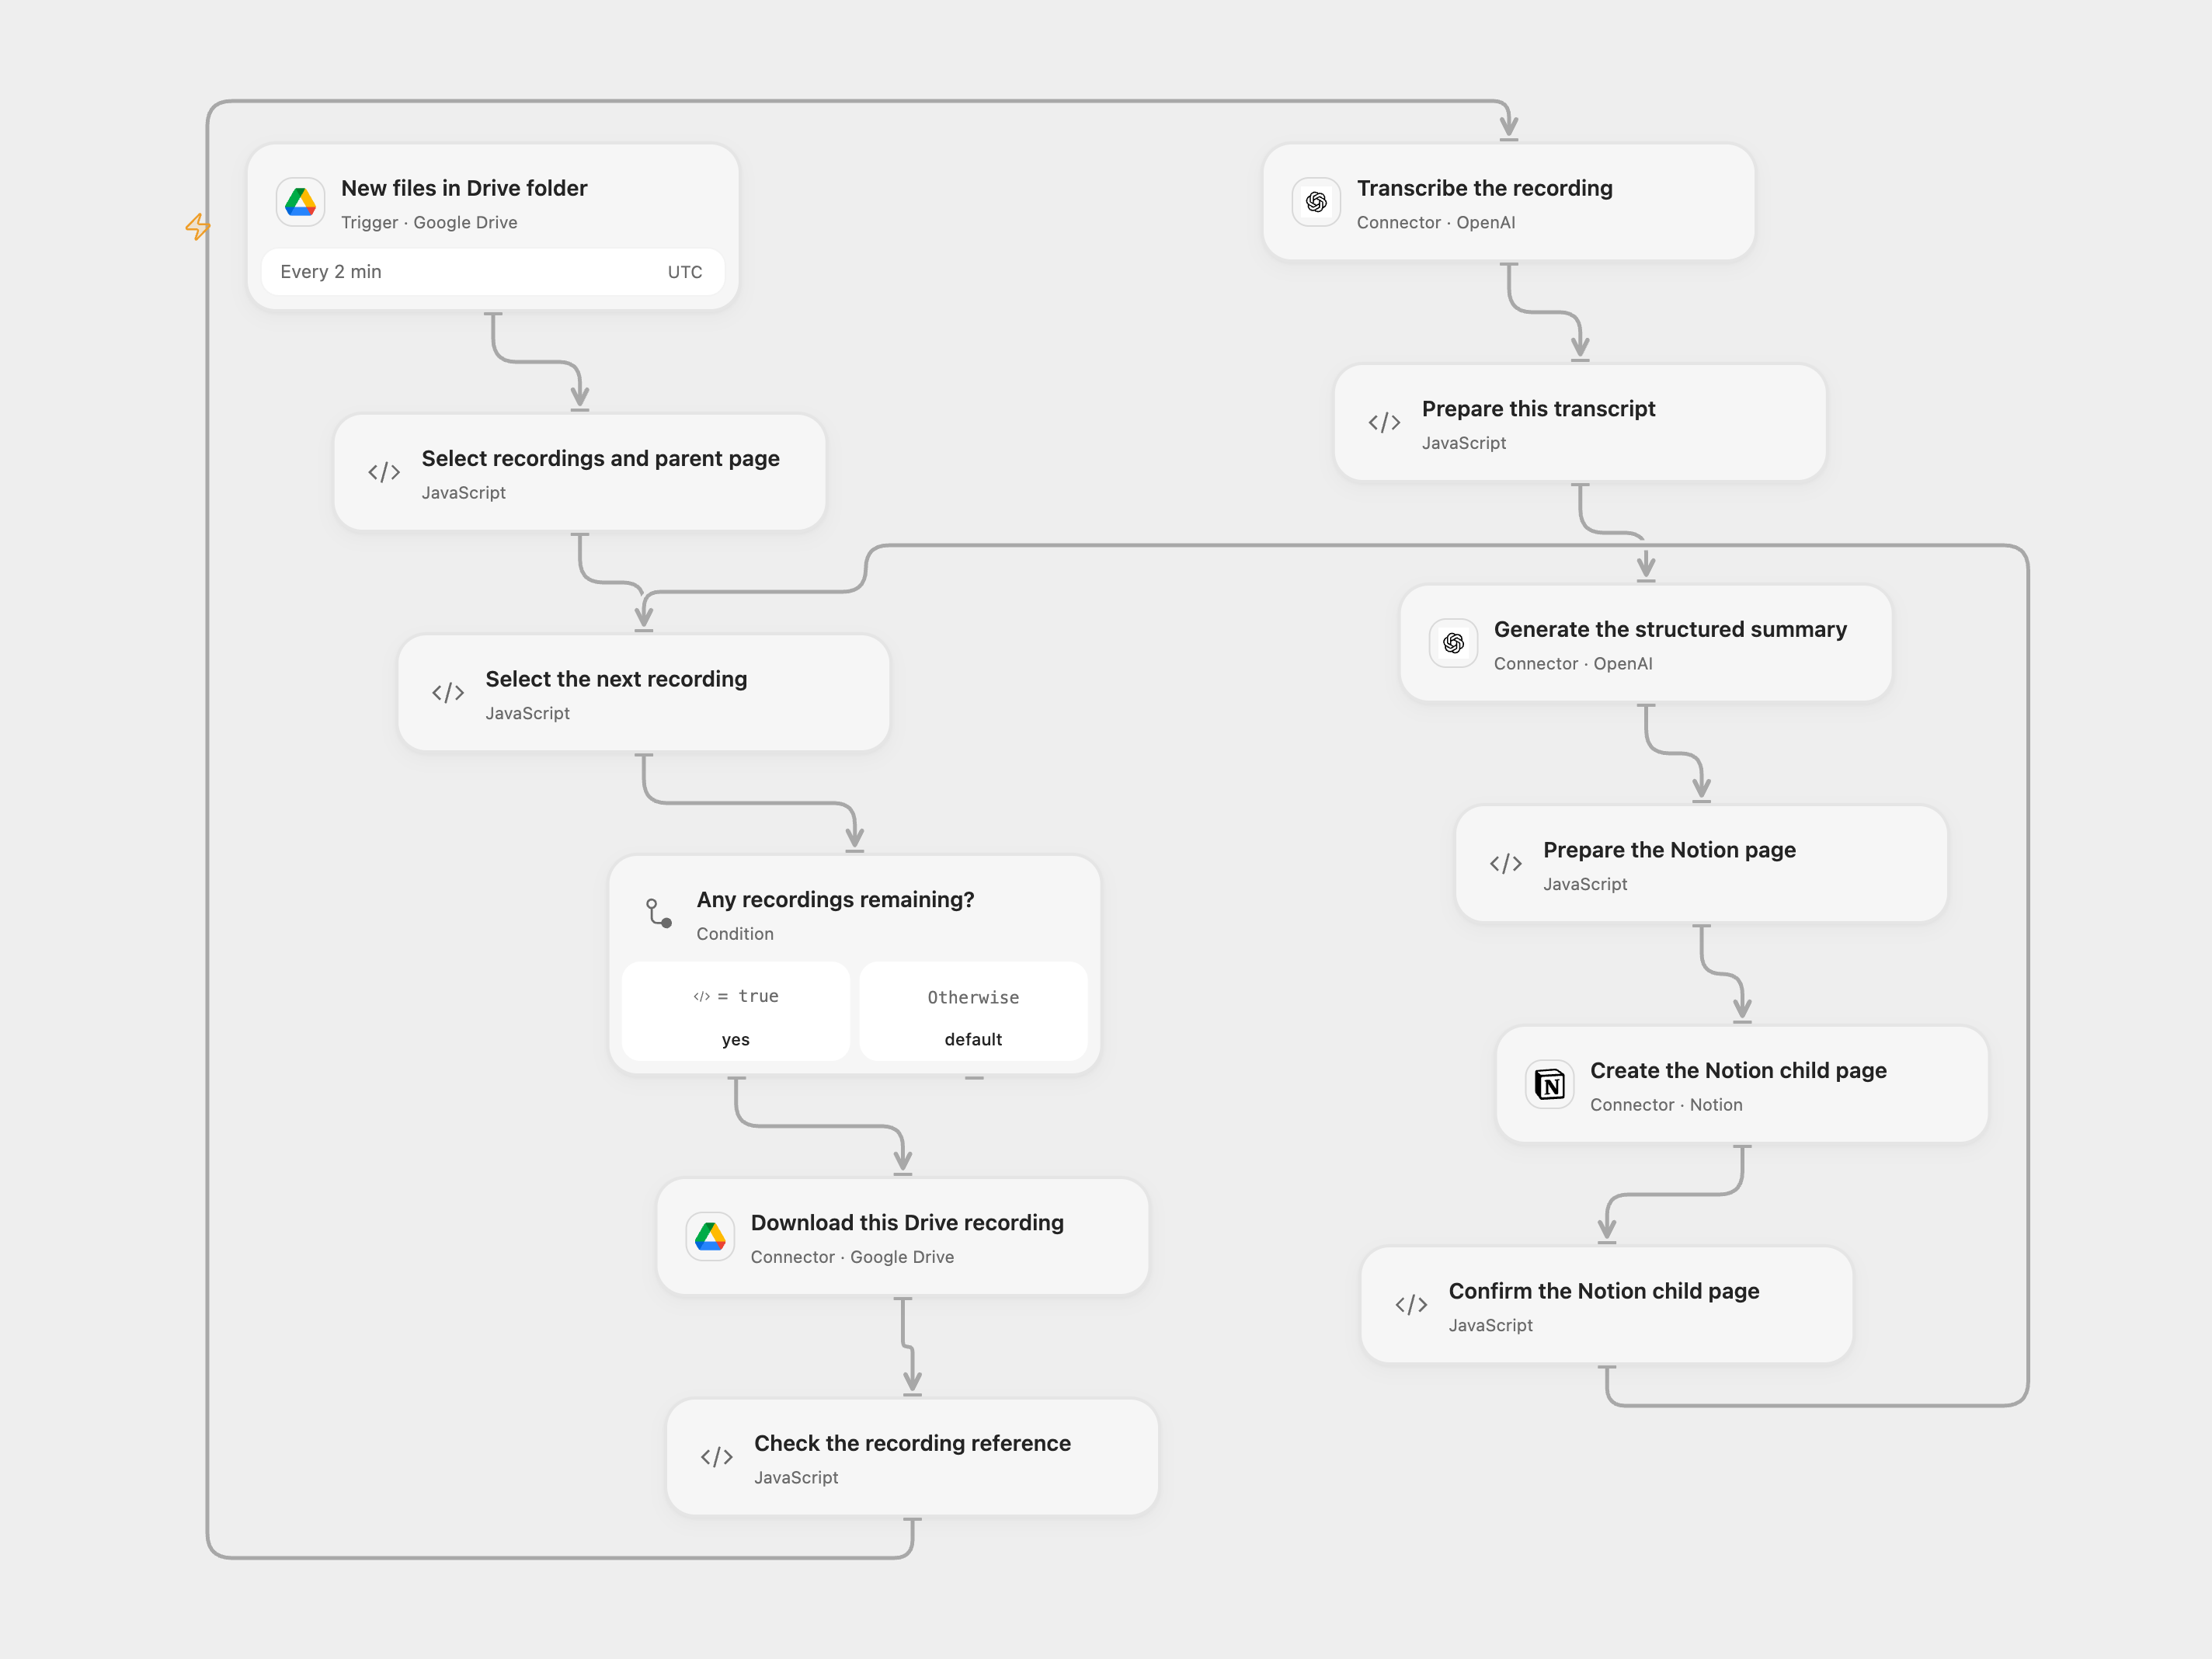 New files in Drive folder
Trigger · Google Drive
Every 2 min UTC
Select recordings and parent page
JavaScript
Select the next recording
JavaScript
Any recordings remaining?
Condition
</> = true
yes
Otherwise
default
Download this Drive recording
Connector · Google Drive
Check the recording reference
JavaScript
Transcribe the recording
Connector · OpenAI
Prepare this transcript
JavaScript
Generate the structured summary
Connector · OpenAI
Prepare the Notion page
JavaScript
Create the Notion child page
Connector · Notion
Confirm the Notion child page
JavaScript